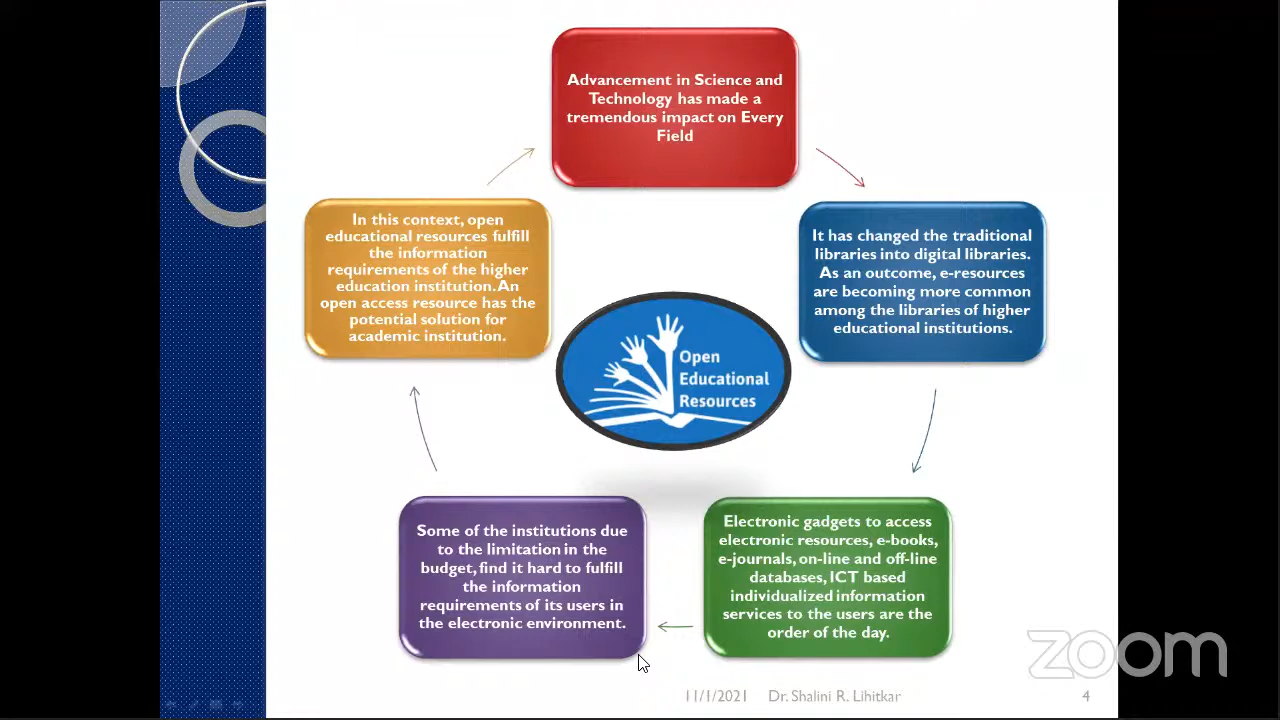 Advancement in Science and
Technology has made a
tremendous impact on Every
Field
It has changed the traditional
libraries into digital libraries.
As an outcome, e-resources
are becoming more common
among the libraries of higher
educational institutions.
Electronic gadgets to access
electronic resources, e-books,
e-journals, on-line and off-line
databases, ICT based
individualized information
services to the users are the
order of the day.
Some of the institutions due
to the limitation in the
budget, find it hard to fulfill
the information
requirements of its users in
the electronic environment.
In this context, open
educational resources fulfill
the information
requirements of the higher
education institution. An
open access resource has the
potential solution for
academic institution.
Open
Educational
Resources
11/1/2021 Dr. Shalini R. Lihitkar 4
zoom